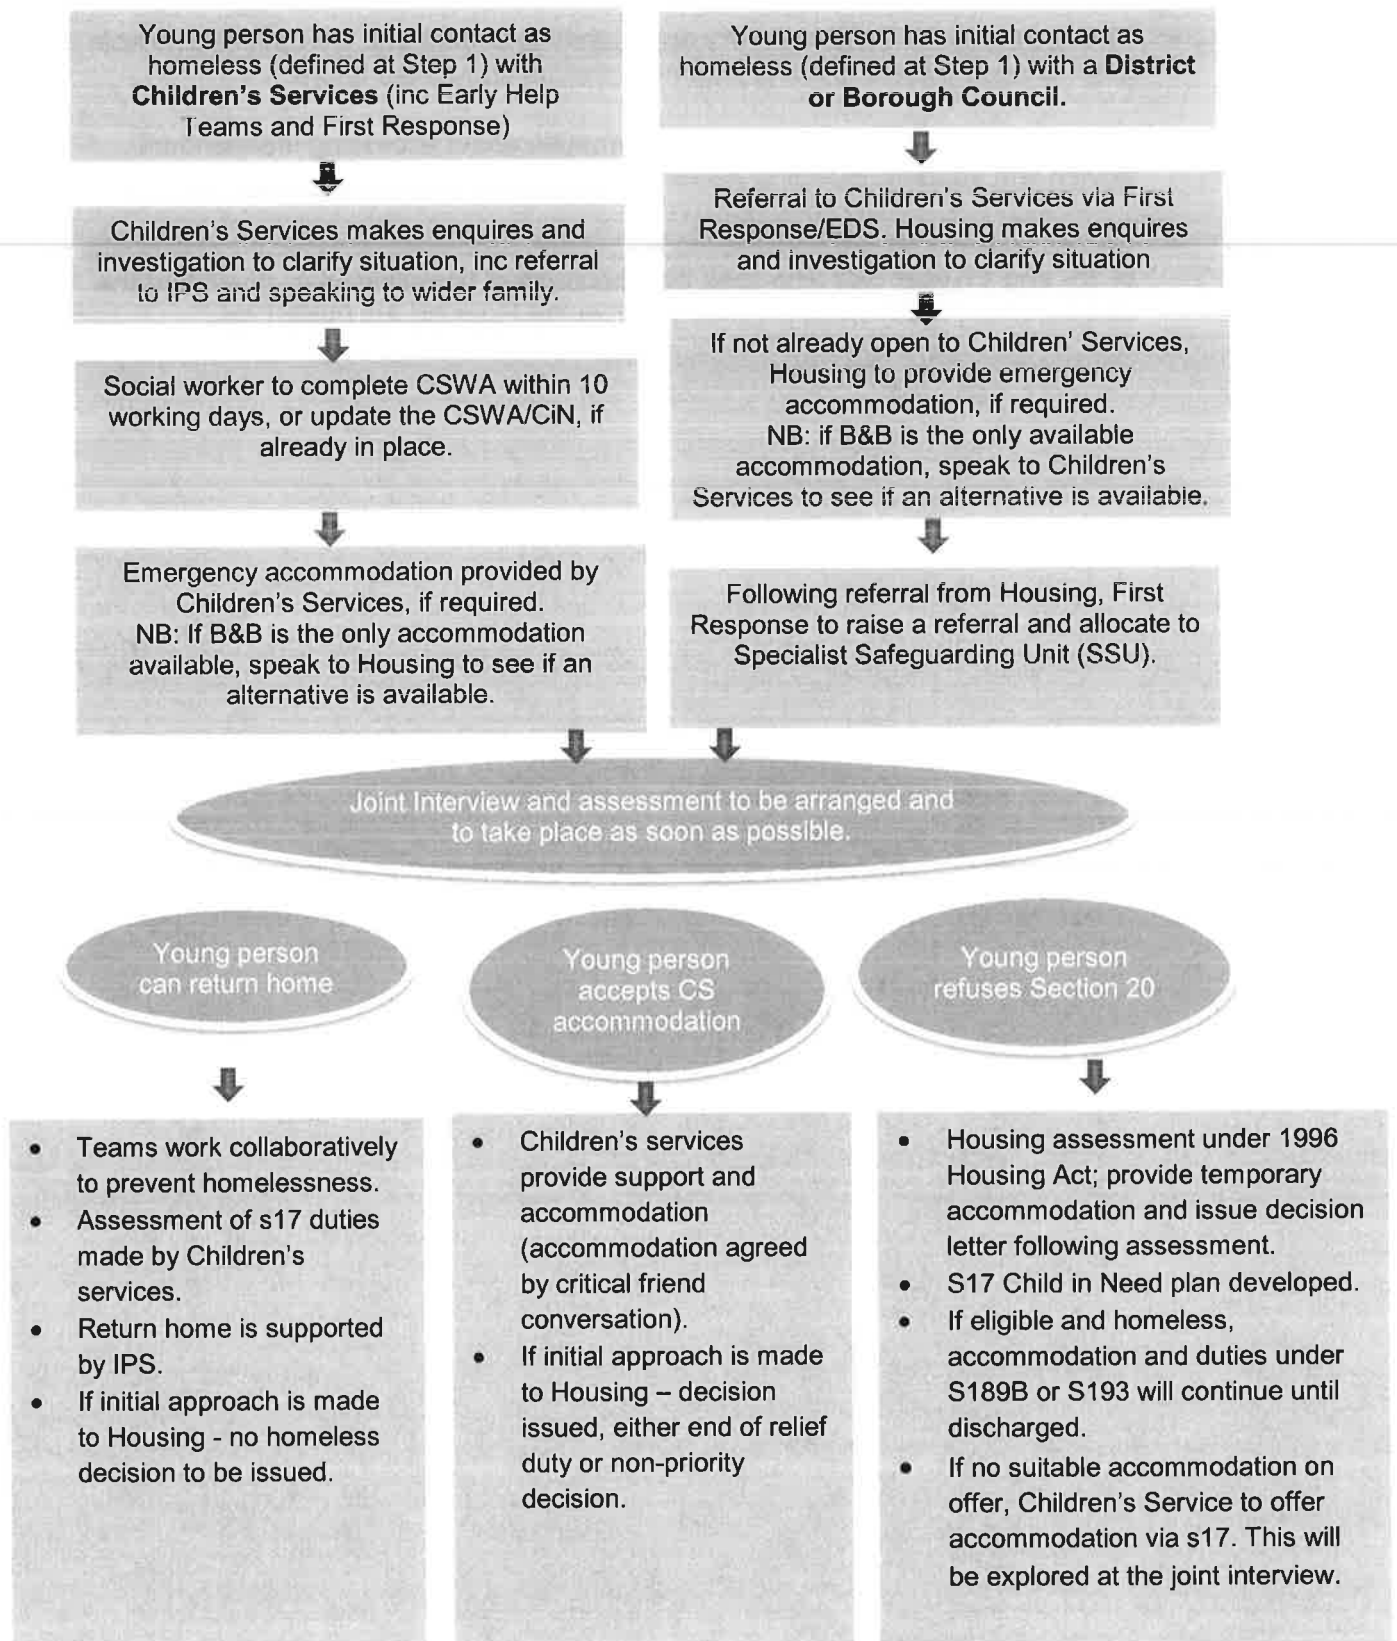 Young person has initial contact as
homeless (defined at Step 1) with
Children's Services (inc Early Help
Teams and First Response)
Children's Services makes enquires and
investigation to clarify situation, inc referral
to IPS and speaking to wider family.
Social worker to complete CSWA within 10
working days, or update the CSWA/CiN, if
already in place.
Emergency accommodation provided by
Children's Services, if required.
NB: If B&B is the only accommodation
available, speak to Housing to see if an
alternative is available.
Young person has initial contact as
homeless (defined at Step 1) with a District
or Borough Council.
Referral to Children's Services via First
Response/EDS. Housing makes enquires
and investigation to clarify situation
If not already open to Children' Services,
Housing to provide emergency
accommodation, if required.
NB: if B&B is the only available
accommodation, speak to Children's
Services to see if an alternative is available.
Following referral from Housing, First
Response to raise a referral and allocate to
Specialist Safeguarding Unit (SSU).
Joint Interview and assessment to be arranged and
to take place as soon as possible.
Young person
can return home
• Teams work collaboratively
to prevent homelessness.
• Assessment of s17 duties
made by Children's
services.
• Return home is supported
by IPS.
• If initial approach is made
to Housing - no homeless
decision to be issued.
Young person
accepts CS
accommodation
• Children's services
provide support and
accommodation
(accommodation agreed
by critical friend
conversation).
• If initial approach is made
to Housing – decision
issued, either end of relief
duty or non-priority
decision.
Young person
refuses Section 20
• Housing assessment under 1996
Housing Act; provide temporary
accommodation and issue decision
letter following assessment.
• S17 Child in Need plan developed.
• If eligible and homeless,
accommodation and duties under
S189B or S193 will continue until
discharged.
• If no suitable accommodation on
offer, Children's Service to offer
accommodation via s17. This will
be explored at the joint interview.